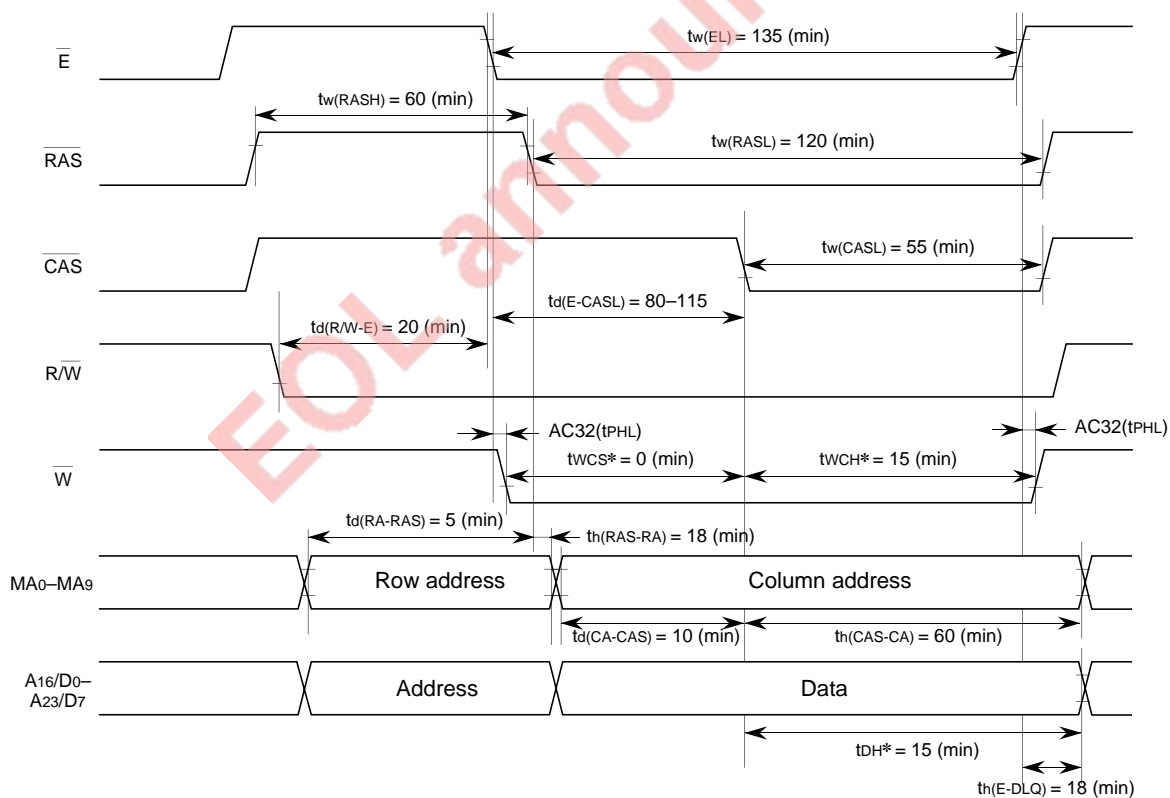 E
tw(EL) = 135 (min)
tw(RASH) = 60 (min)
RAS
tw(RASL) = 120 (min)
CAS
tw(CASL) = 55 (min)
td(E-CASL) = 80–115
td(R/W-E) = 20 (min)
R/W
AC32(tPHL)
AC32(tPHL)
tWCS* = 0 (min)
tWCH* = 15 (min)
W
td(RA-RAS) = 5 (min)
th(RAS-RA) = 18 (min)
MA0–MA9
Row address
Column address
td(CA-CAS) = 10 (min)
th(CAS-CA) = 60 (min)
A16/D0–
A23/D7
Address
Data
tDH* = 15 (min)
th(E-DLQ) = 18 (min)
EOL announ